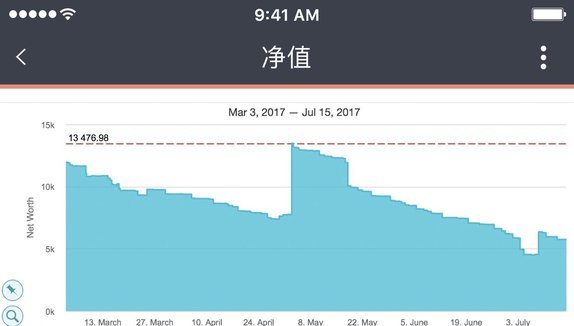 9:41 AM
净值
Mar 3, 2017 — Jul 15, 2017
15k
13 476.98
10k
Net Worth
5k
0k
13. March 27. March 10. April 24. April 8. May 22. May 5. June 19. June 3. July